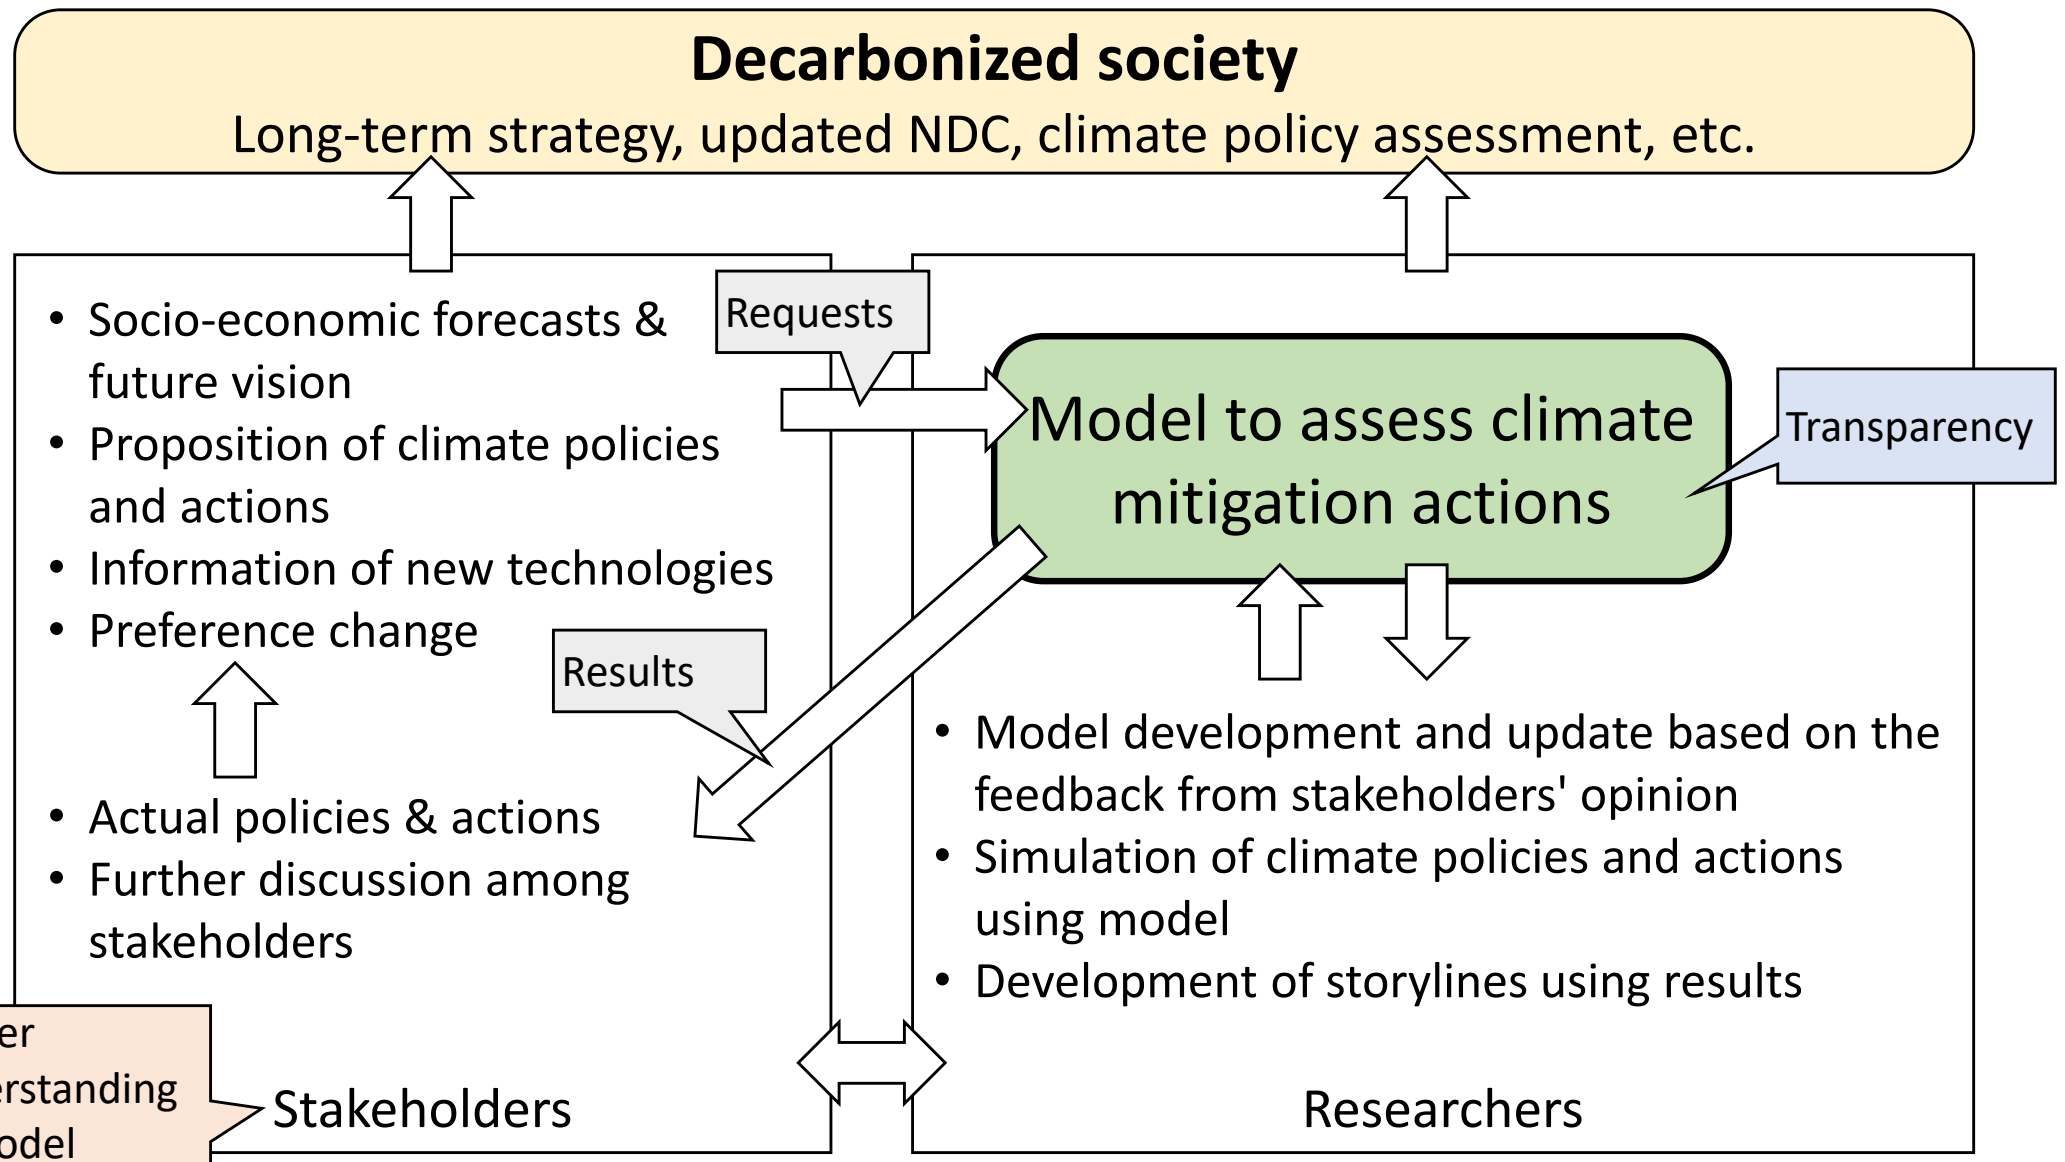 Decarbonized society
Long-term strategy, updated NDC, climate policy assessment, etc.
• Socio-economic forecasts &
future vision
• Proposition of climate policies
and actions
• Information of new technologies
• Preference change
Requests
Model to assess climate
mitigation actions
Transparency
Results
• Actual policies & actions
• Further discussion among
stakeholders
• Model development and update based on the
feedback from stakeholders' opinion
• Simulation of climate policies and actions
using model
• Development of storylines using results
Stakeholders
Researchers